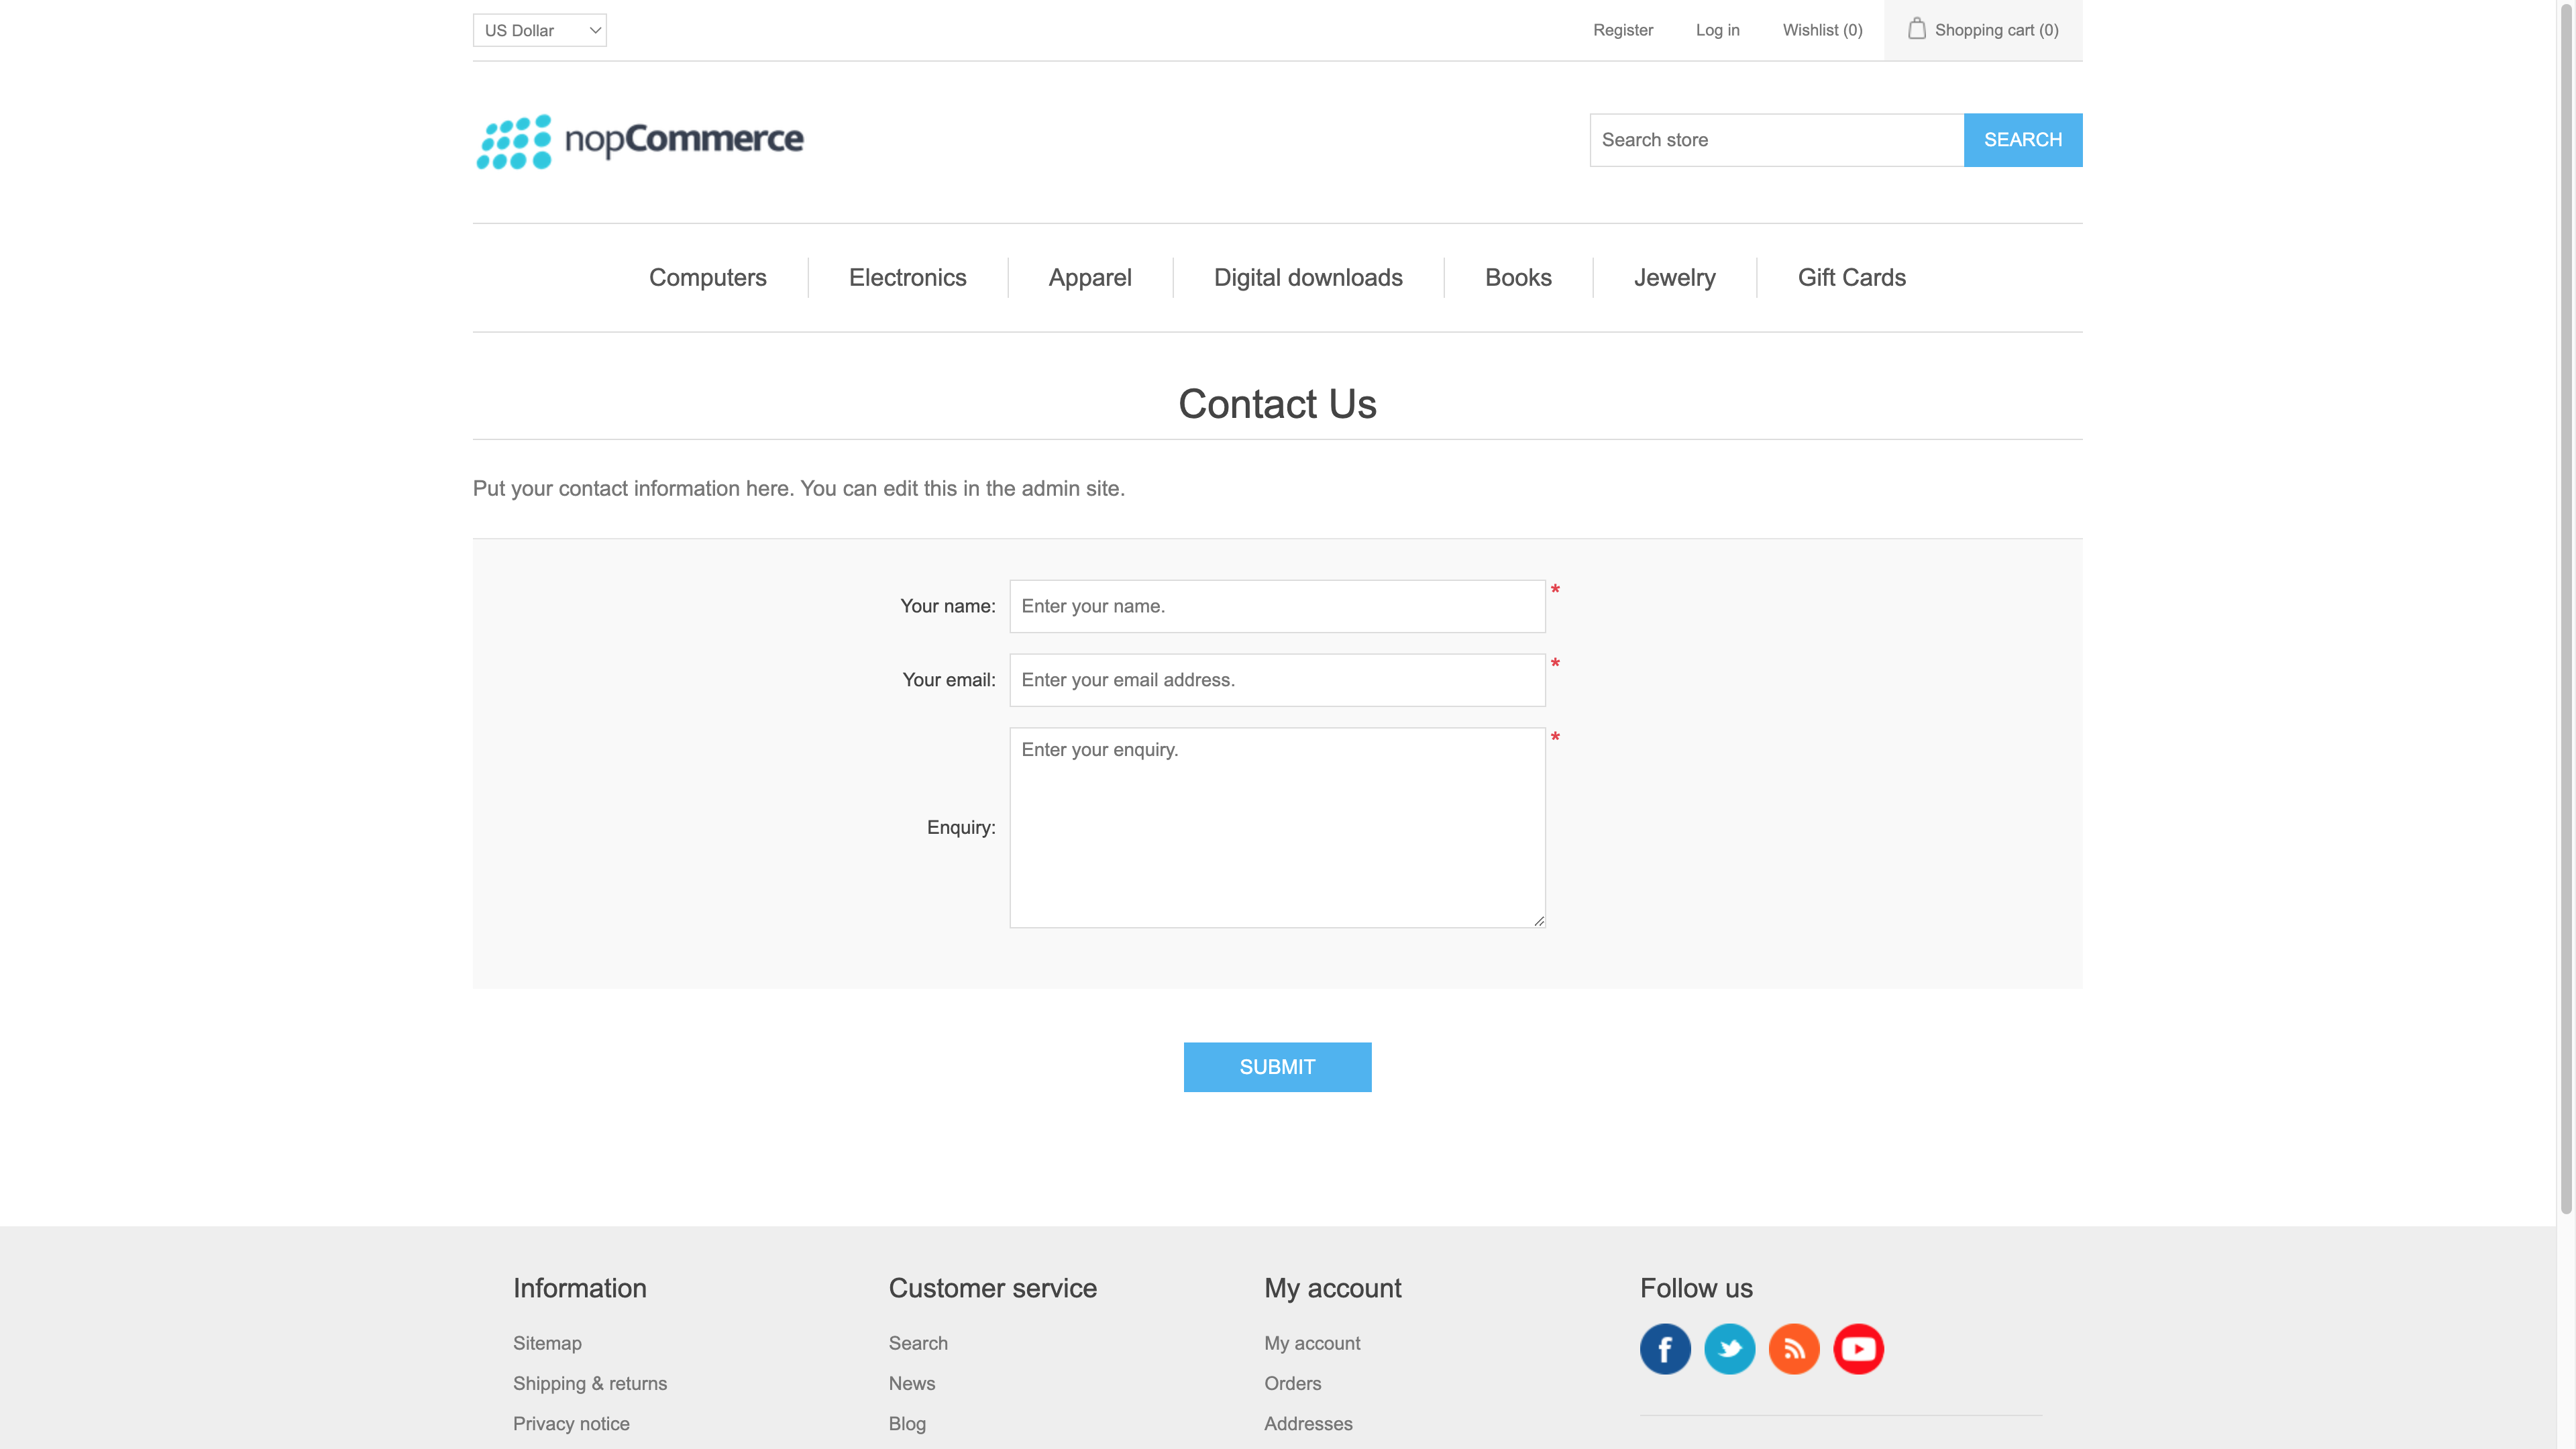 US Dollar
Register Log in Wishlist (0) Shopping cart (0)
nopCommerce
Search store SEARCH
Computers Electronics Apparel Digital downloads Books Jewelry Gift Cards
Contact Us
Put your contact information here. You can edit this in the admin site.
Your name: Enter your name. *
Your email: Enter your email address. *
Enter your enquiry. *
Enquiry:
SUBMIT
Information Customer service My account Follow us
Sitemap Search My account
Shipping & returns News Orders
Privacy notice Blog Addresses